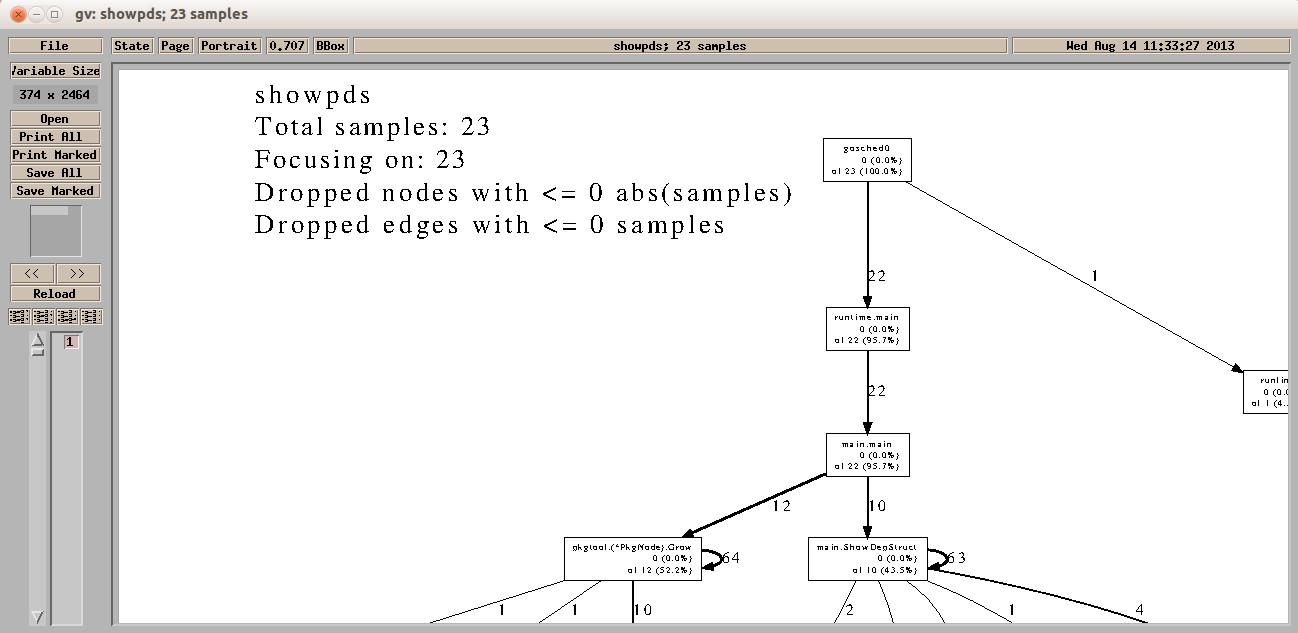 gv: showpds; 23 samples
File
State
Page
Portrait
0.707
BBox
showpds; 23 samples
Wed Aug 14 11:33:27 2013
Variable Size
374 x 2464
Open
Print All
Print Marked
Save All
Save Marked
<<
>>
Reload
1
showpds
Total samples: 23
Focusing on: 23
Dropped nodes with <= 0 abs(samples)
Dropped edges with <= 0 samples
gosched0
0 (0.0%)
of 23 (100.0%)
22
1
runtime.main
0 (0.0%)
of 22 (95.7%)
0 (0.
of 1 (4.
22
main.main
0 (0.0%)
of 22 (95.7%)
12
10
pkgtool.(*PkgNode).Grow
0 (0.0%)
of 12 (52.2%)
64
main.ShowDepStruct
0 (0.0%)
of 10 (43.5%)
63
1
1
10
2
1
4